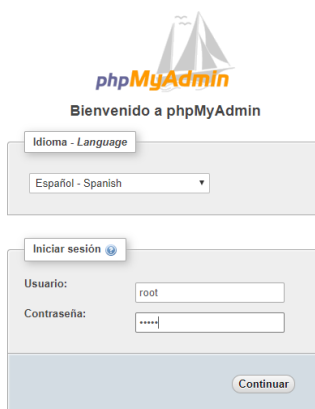 phpMyAdmin
Bienvenido a phpMyAdmin
Idioma - Language
Español - Spanish
Iniciar sesión
Usuario:
root
Contraseña:
•••••
Continuar